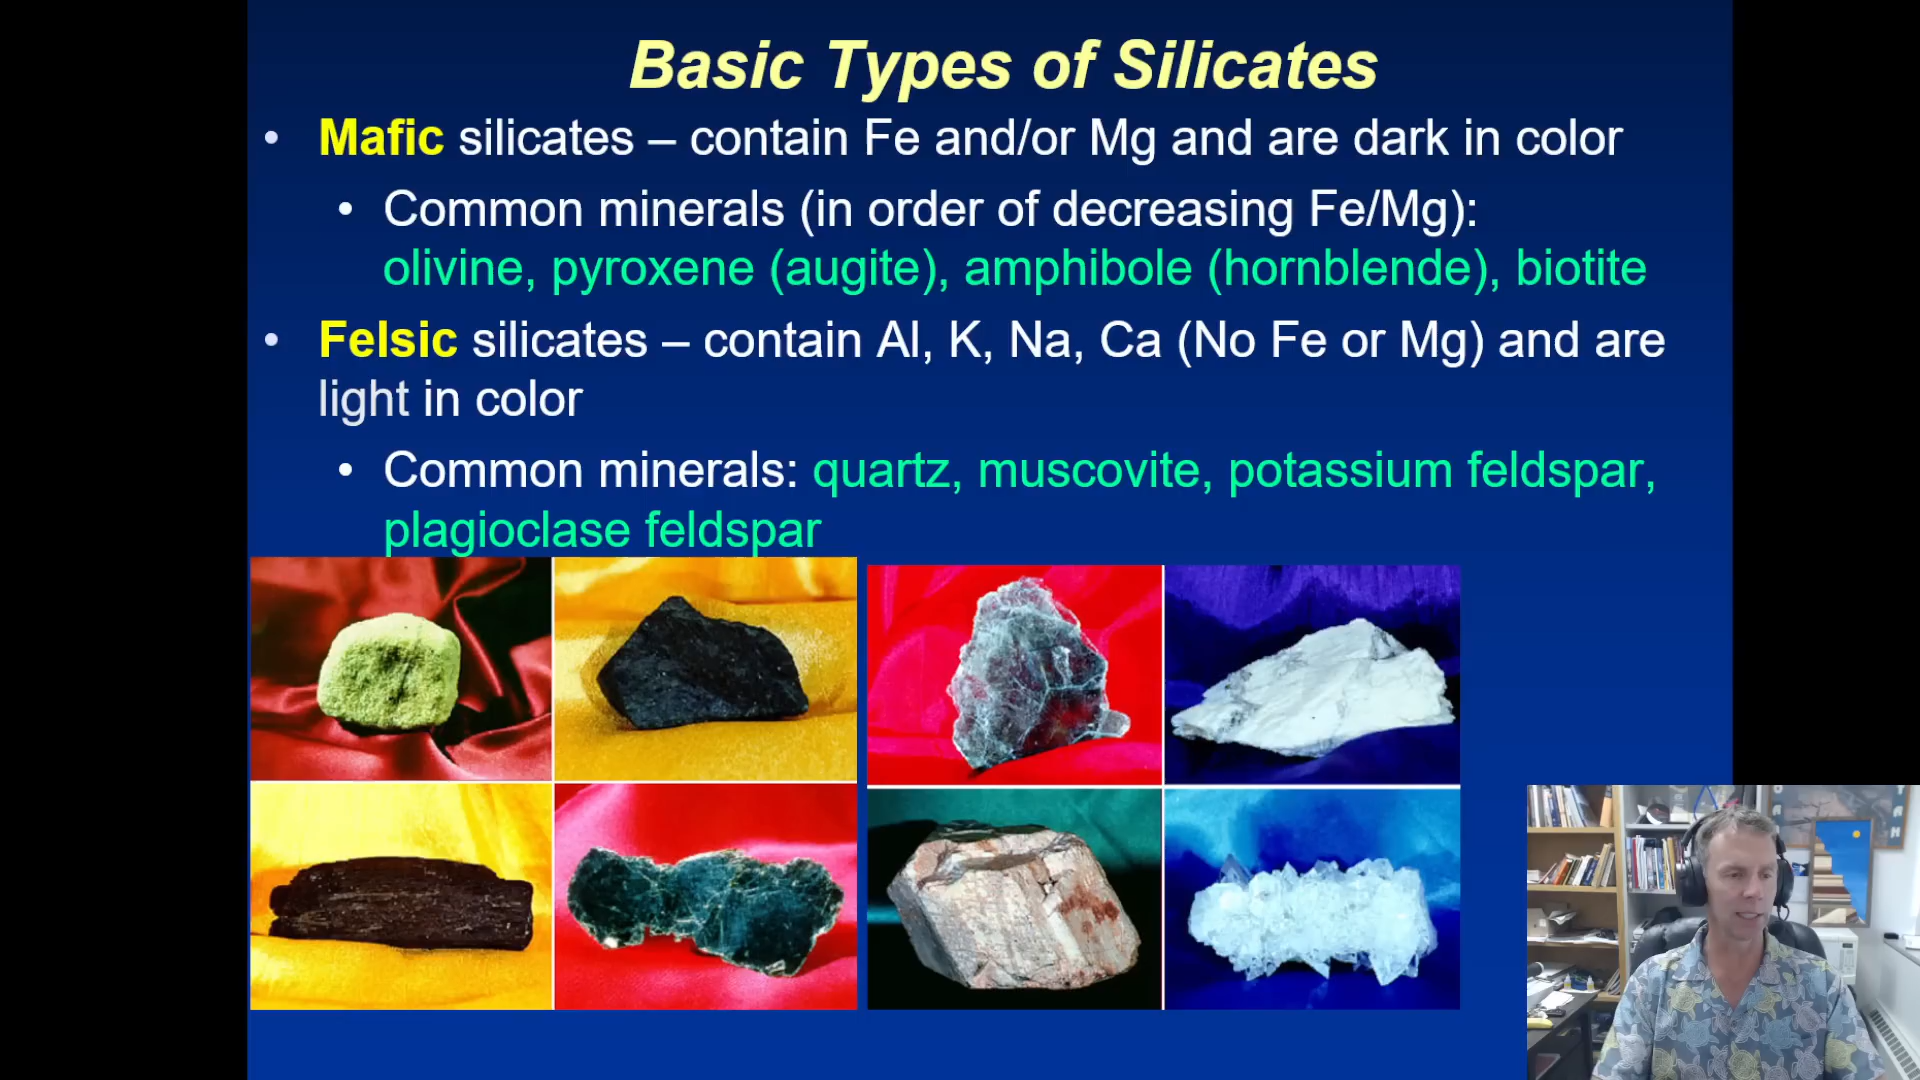 Basic Types of Silicates
• Mafic silicates – contain Fe and/or Mg and are dark in color
• Common minerals (in order of decreasing Fe/Mg):
olivine, pyroxene (augite), amphibole (hornblende), biotite
• Felsic silicates – contain Al, K, Na, Ca (No Fe or Mg) and are
light in color
• Common minerals: quartz, muscovite, potassium feldspar,
plagioclase feldspar